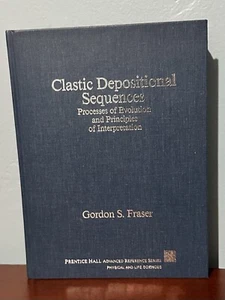 Clastic Depositional
Sequences
Processes of Evolution
and Principles
of Interpretation
Gordon S. Fraser
PRENTICE HALL ADVANCED REFERENCE SERIES
PHYSICAL AND LIFE SCIENCES